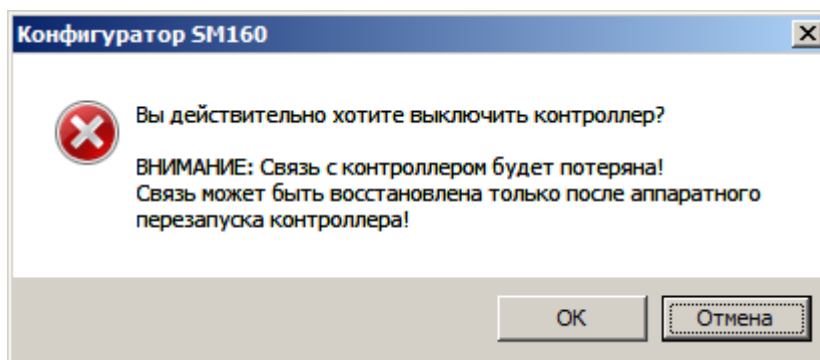 Конфигуратор SM160
Вы действительно хотите выключить контроллер?
ВНИМАНИЕ: Связь с контроллером будет потеряна!
Связь может быть восстановлена только после аппаратного
перезапуска контроллера!
ОК Отмена